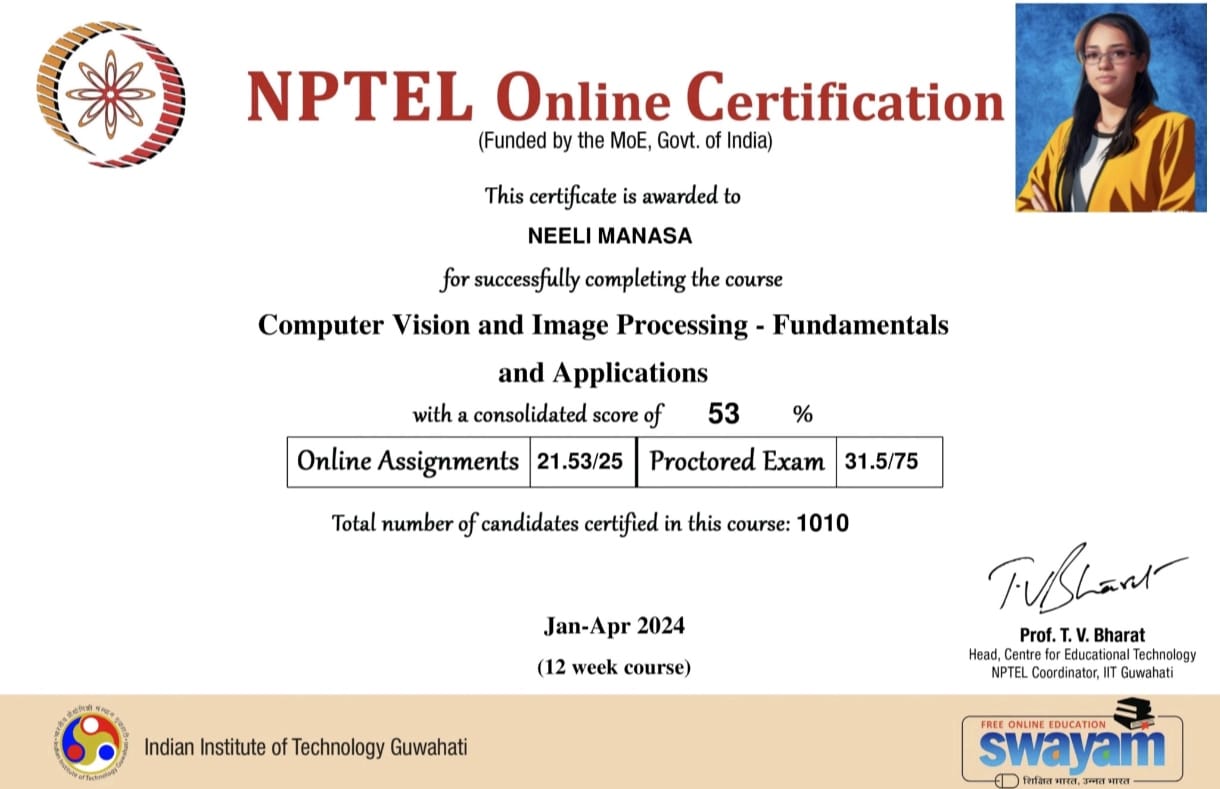 NPTEL Online Certification
(Funded by the MoE, Govt. of India)
This certificate is awarded to
NEELI MANASA
for successfully completing the course
Computer Vision and Image Processing - Fundamentals
and Applications
with a consolidated score of 53 %
Online Assignments 21.53/25 Proctored Exam 31.5/75
Total number of candidates certified in this course: 1010
T.V Bharat
Jan-Apr 2024
(12 week course)
Prof. T. V. Bharat
Head, Centre for Educational Technology
NPTEL Coordinator, IIT Guwahati
Indian Institute of Technology Guwahati
FREE ONLINE EDUCATION
swayam
शिक्षित भारत, उन्नत भारत